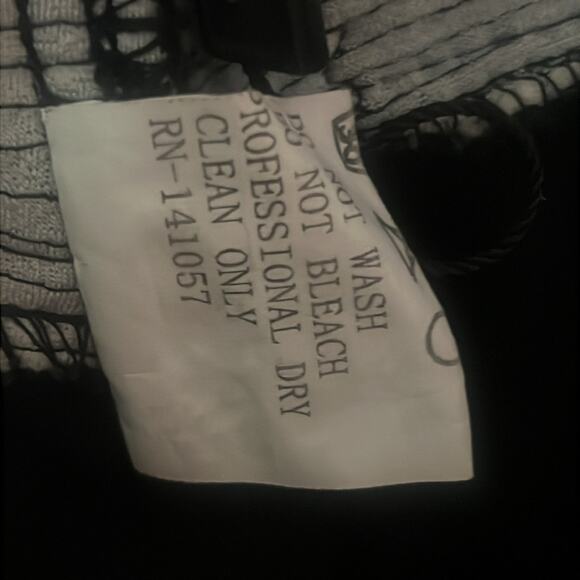 NOT WASH
DO NOT BLEACH
PROFESSIONAL DRY
CLEAN ONLY
RN-141057